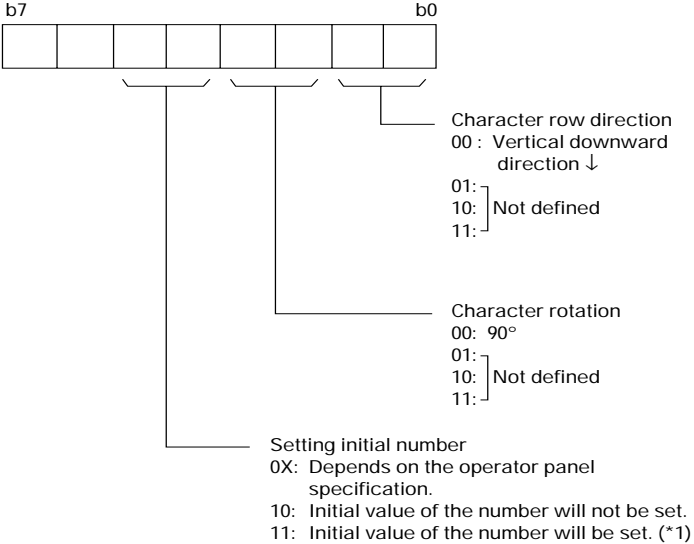 b7 b0
Character row direction
00 : Vertical downward
direction ↓
01:
10: Not defined
11:
Character rotation
00: 90°
01:
10: Not defined
11:
Setting initial number
0X: Depends on the operator panel
specification.
10: Initial value of the number will not be set.
11: Initial value of the number will be set. (*1)